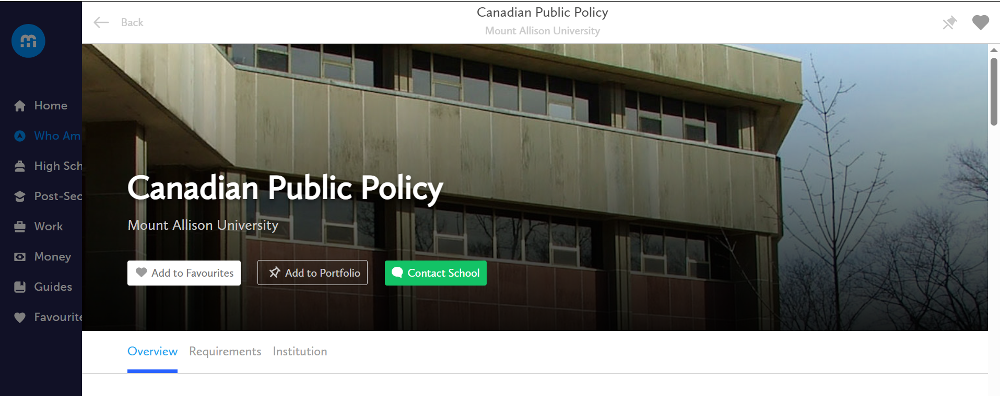 Back
Canadian Public Policy
Mount Allison University
Home
Who Am
High Sch
Post-Sec
Work
Money
Guides
Favourite
Canadian Public Policy
Mount Allison University
Add to Favourites
Add to Portfolio
Contact School
Overview
Requirements
Institution